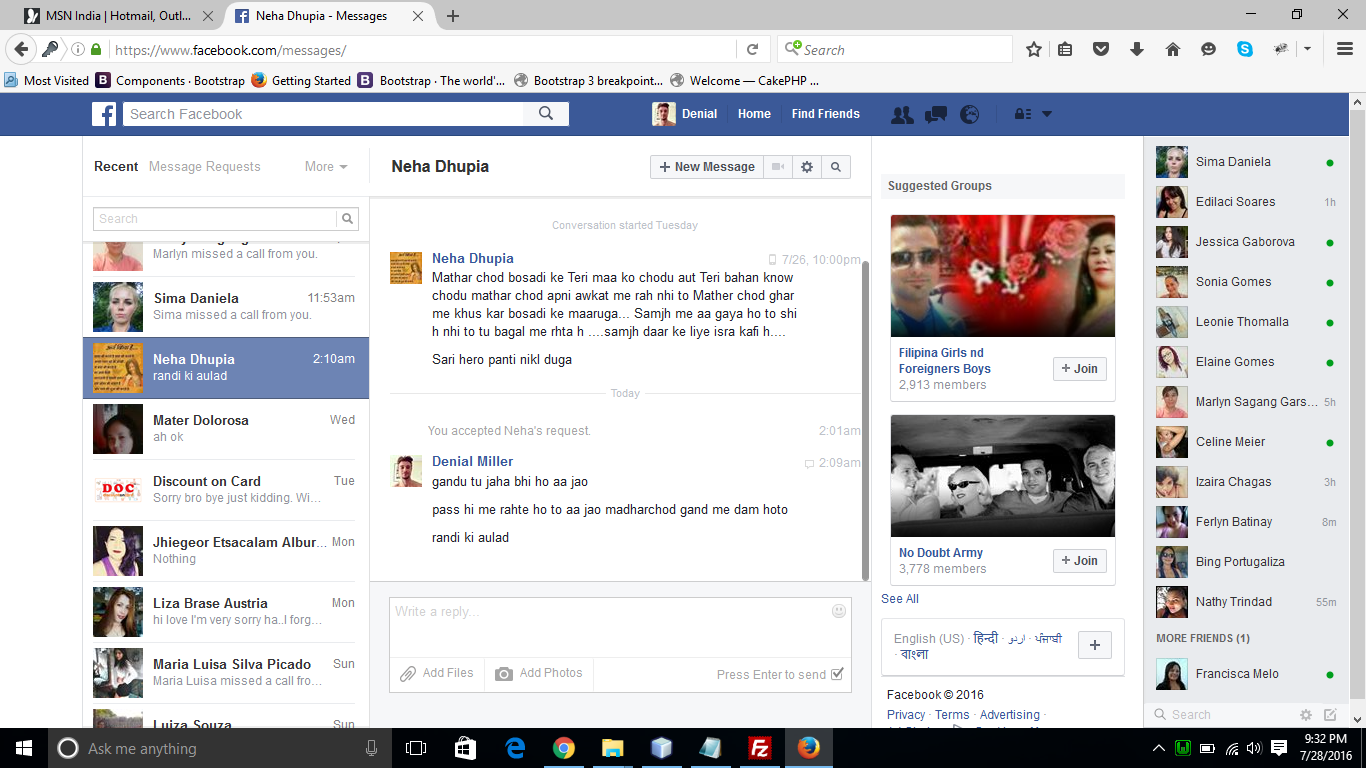 MSN India | Hotmail, Outl...
Neha Dhupia - Messages
https://www.facebook.com/messages/
Search
Most Visited
Components · Bootstrap
Getting Started
Bootstrap · The world'...
Bootstrap 3 breakpoint...
Welcome — CakePHP ...
Search Facebook
Denial
Home
Find Friends
Recent
Message Requests
More
Search
Marlyn missed a call from you.
Sima Daniela
11:53am
Sima missed a call from you.
Neha Dhupia
2:10am
randi ki aulad
Mater Dolorosa
Wed
ah ok
Discount on Card
Tue
Sorry bro bye just kidding. Wi...
Jhiegeor Etsacalam Albur...
Mon
Nothing
Liza Brase Austria
Mon
hi love I'm very sorry ha..I forg...
Maria Luisa Silva Picado
Sun
Maria Luisa missed a call fro...
Luiza Souza
Sun
Neha Dhupia
+ New Message
Conversation started Tuesday
Neha Dhupia
7/26, 10:00pm
Mathar chod bosadi ke Teri maa ko chodu aut Teri bahan know
chodu mathar chod apni awkat me rah nhi to Mather chod ghar
me khus kar bosadi ke maaruga... Samjh me aa gaya ho to shi
h nhi to tu bagal me rhta h ....samjh daar ke liye isra kafi h....
Sari hero panti nikl duga
Today
You accepted Neha's request.
2:01am
Denial Miller
2:09am
gandu tu jaha bhi ho aa jao
pass hi me rahte ho to aa jao madharchod gand me dam hoto
randi ki aulad
Write a reply...
Add Files
Add Photos
Press Enter to send
Suggested Groups
Filipina Girls nd
Foreigners Boys
2,913 members
+ Join
No Doubt Army
3,778 members
+ Join
See All
English (US) · हिन्दी · اردو · ਪੰਜਾਬੀ
· বাংলা
+
Facebook © 2016
Privacy · Terms · Advertising ·
Sima Daniela
Edilaci Soares
1h
Jessica Gaborova
Sonia Gomes
Leonie Thomalla
Elaine Gomes
Marlyn Sagang Gars...
5h
Celine Meier
Izaira Chagas
3h
Ferlyn Batinay
8m
Bing Portugaliza
Nathy Trindad
55m
MORE FRIENDS (1)
Francisca Melo
Search
Ask me anything
9:32 PM
7/28/2016